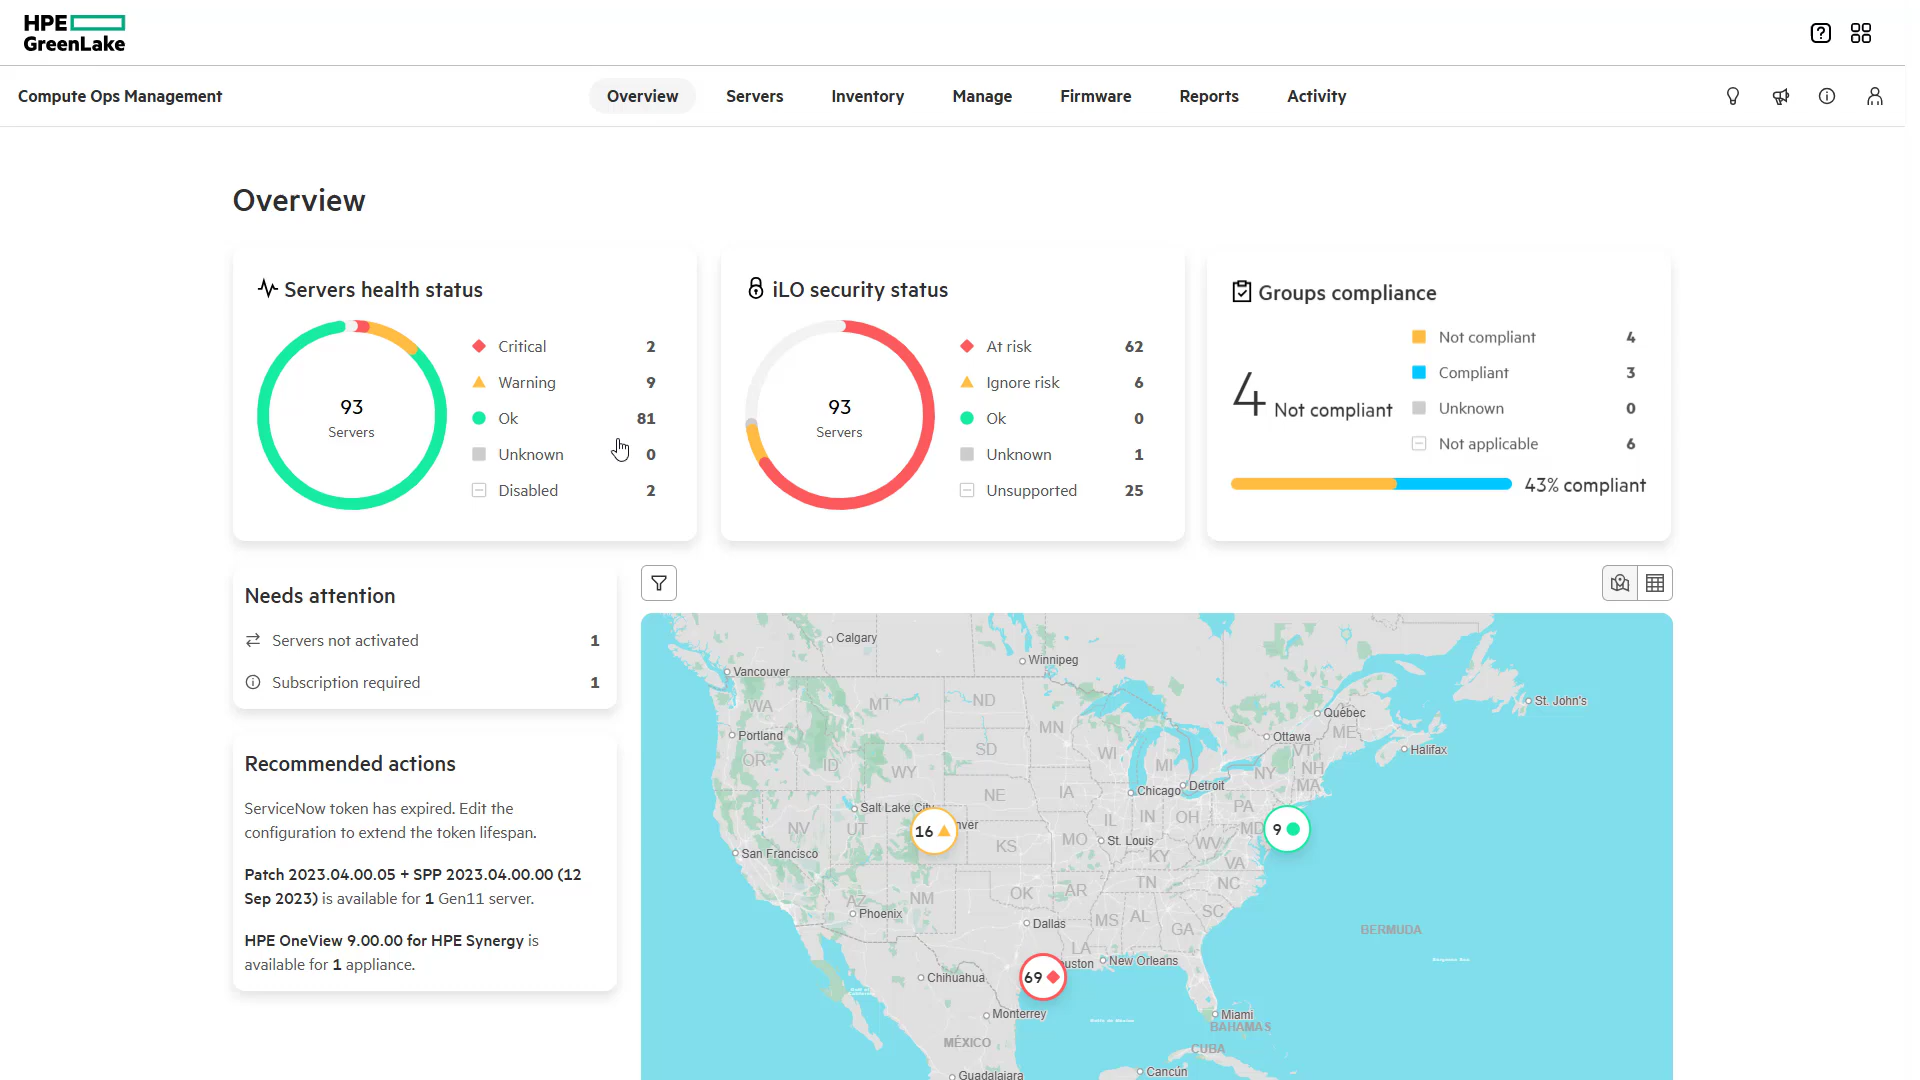 HPE
GreenLake
Compute Ops Management
Overview
Servers
Inventory
Manage
Firmware
Reports
Activity
Overview
Servers health status
93
Servers
Critical 2
Warning 9
Ok 81
Unknown 0
Disabled 2
iLO security status
93
Servers
At risk 62
Ignore risk 6
Ok 0
Unknown 1
Unsupported 25
Groups compliance
4 Not compliant
Not compliant 4
Compliant 3
Unknown 0
Not applicable 6
43% compliant
Needs attention
Servers not activated 1
Subscription required 1
Recommended actions
ServiceNow token has expired. Edit the
configuration to extend the token lifespan.
Patch 2023.04.00.05 + SPP 2023.04.00.00 (12
Sep 2023) is available for 1 Gen11 server.
HPE OneView 9.00.00 for HPE Synergy is
available for 1 appliance.
Calgary
Winnipeg
Vancouver
St. John's
WA
MT
ND
MN
Québec
Portland
Ottawa
ME
Halifax
OR
ID
SD
WI
MI
VT
NH
WY
NY
MA
NE
IA
Chicago
Detroit
Salt Lake City
PA
NV
UT
16
nver
IL
IN
OH
MD
9
KS
MO
St. Louis
WV
San Francisco
KY
VA
OK
AR
TN
NC
AZ
NM
Phoenix
MS
AL
SC
Dallas
GA
BERMUDA
LA
uston
New Orleans
69
Chihuahua
Monterrey
Miami
BAHAMAS
MÉXICO
CUBA
Guadalajara
Cancún